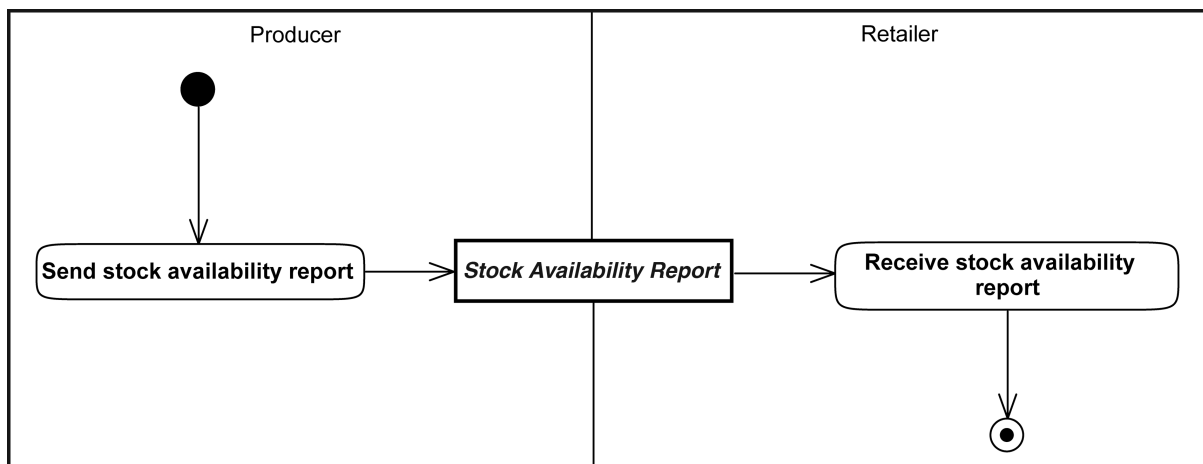 Producer
Retailer
Send stock availability report
Stock Availability Report
Receive stock availability
report